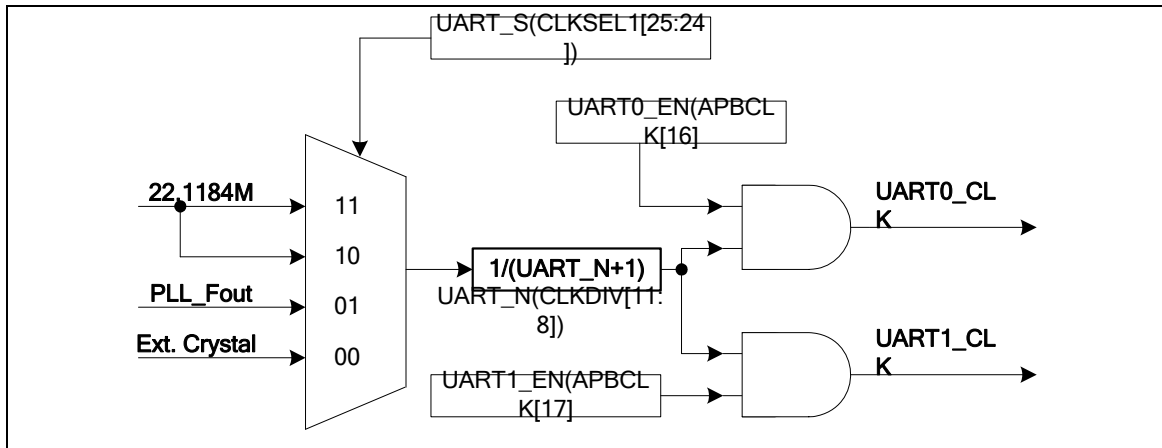 UART_S(CLKSEL1[25:24
])
UART0_EN(APBCL
K[16]
22.1184M
11
UART0_CL
K
10
1/(UART_N+1)
UART_N(CLKDIV[11:
8])
PLL_Fout
01
Ext. Crystal
00
UART1_CL
K
UART1_EN(APBCL
K[17]